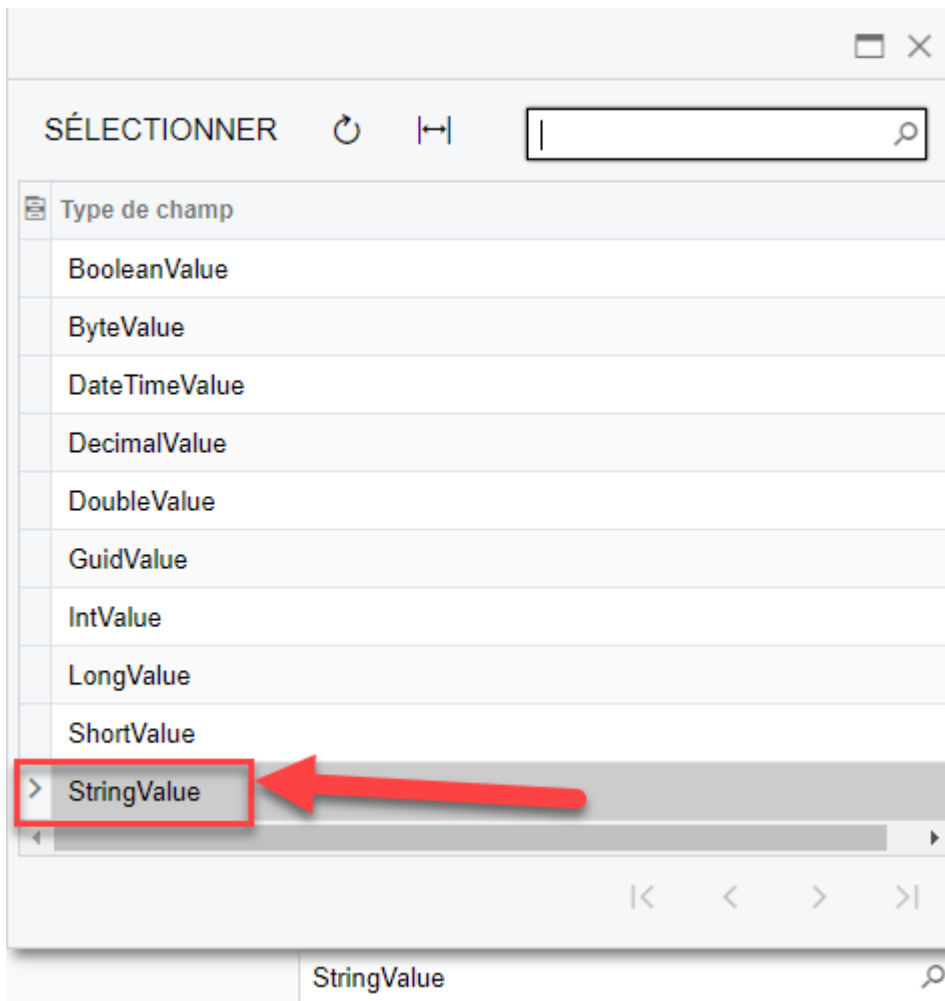 SÉLECTIONNER
Type de champ
BooleanValue
ByteValue
DateTimeValue
DecimalValue
DoubleValue
GuidValue
IntValue
LongValue
ShortValue
StringValue
StringValue